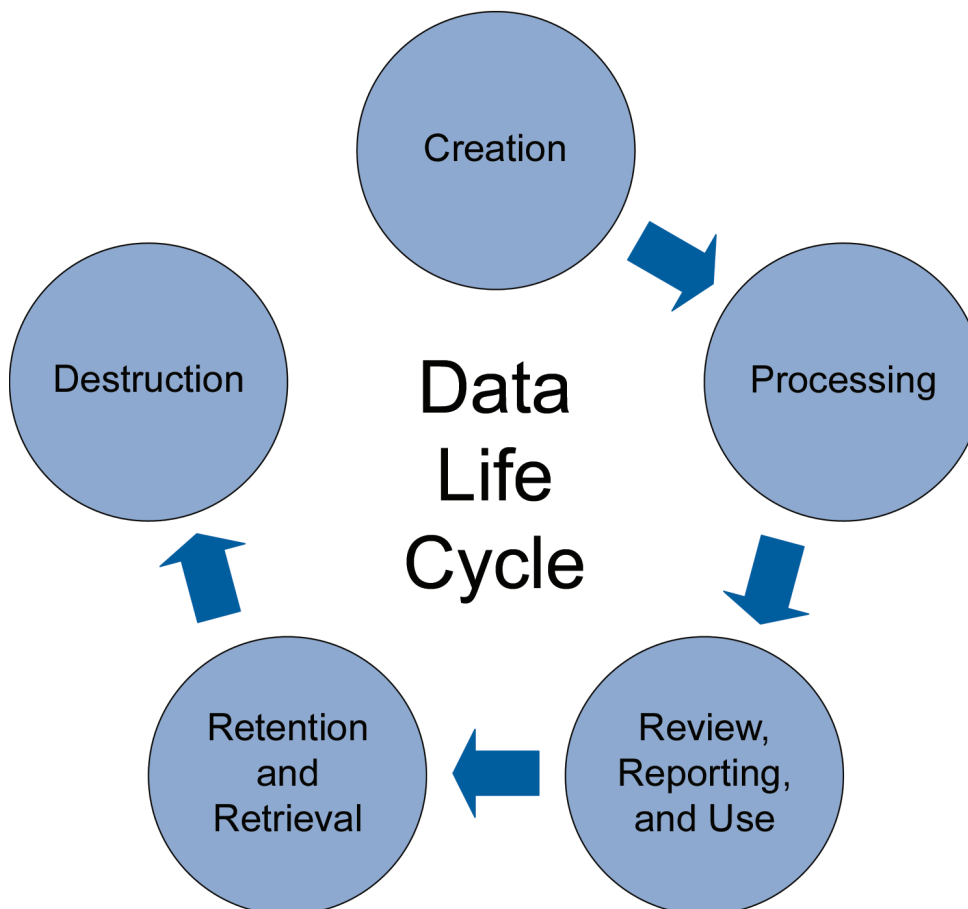 Creation
Processing
Review,
Reporting,
and Use
Retention
and
Retrieval
Destruction
Data
Life
Cycle